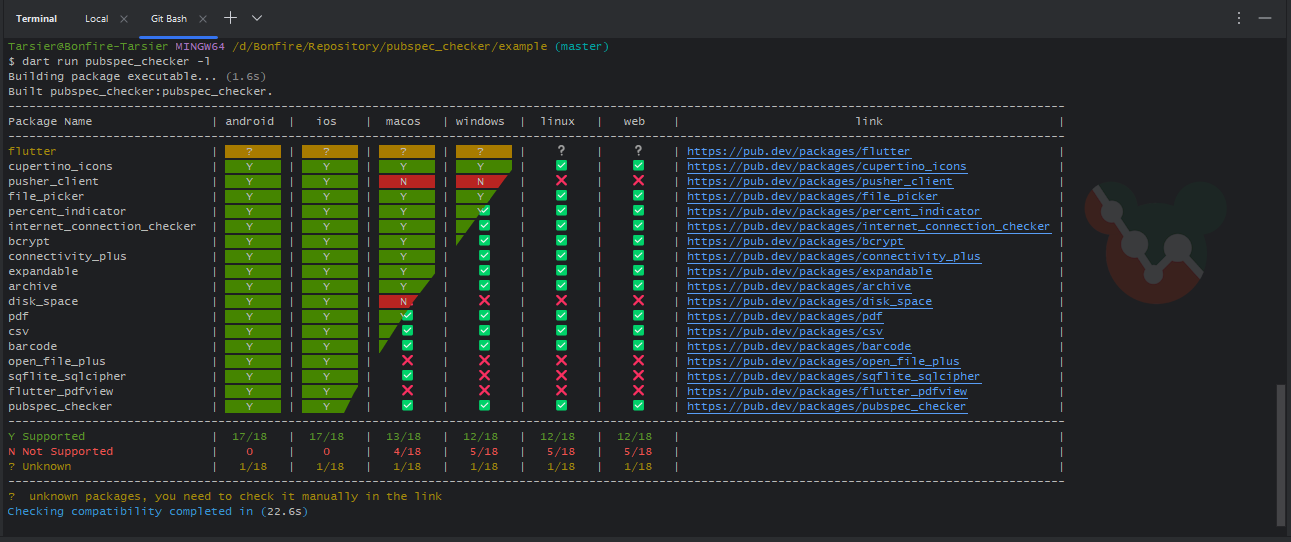 Terminal Local × Git Bash × + ⌄
Tarsier@Bonfire-Tarsier MINGW64 /d/Bonfire/Repository/pubspec_checker/example (master)
$ dart run pubspec_checker -l
Building package executable... (1.6s)
Built pubspec_checker:pubspec_checker.
Package Name | android | ios | macos | windows | linux | web | link |
flutter | ? | ? | ? | ? | ? | ? | https://pub.dev/packages/flutter |
cupertino_icons | Y | Y | Y | Y | ✅ | ✅ | https://pub.dev/packages/cupertino_icons |
pusher_client | Y | Y | N | N | ❌ | ❌ | https://pub.dev/packages/pusher_client |
file_picker | Y | Y | Y | Y | ✅ | ✅ | https://pub.dev/packages/file_picker |
percent_indicator | Y | Y | Y | Y✅ | ✅ | ✅ | https://pub.dev/packages/percent_indicator |
internet_connection_checker | Y | Y | Y | ✅ | ✅ | ✅ | https://pub.dev/packages/internet_connection_checker |
bcrypt | Y | Y | Y | ✅ | ✅ | ✅ | https://pub.dev/packages/bcrypt |
connectivity_plus | Y | Y | Y | ✅ | ✅ | ✅ | https://pub.dev/packages/connectivity_plus |
expandable | Y | Y | Y | ✅ | ✅ | ✅ | https://pub.dev/packages/expandable |
archive | Y | Y | Y | ✅ | ✅ | ✅ | https://pub.dev/packages/archive |
disk_space | Y | Y | N | ❌ | ❌ | ❌ | https://pub.dev/packages/disk_space |
pdf | Y | Y | Y✅ | ✅ | ✅ | ✅ | https://pub.dev/packages/pdf |
csv | Y | Y | ✅ | ✅ | ✅ | ✅ | https://pub.dev/packages/csv |
barcode | Y | Y | ✅ | ✅ | ✅ | ✅ | https://pub.dev/packages/barcode |
open_file_plus | Y | Y | ❌ | ❌ | ❌ | ❌ | https://pub.dev/packages/open_file_plus |
sqflite_sqlcipher | Y | Y | ✅ | ❌ | ❌ | ❌ | https://pub.dev/packages/sqflite_sqlcipher |
flutter_pdfview | Y | Y | ❌ | ❌ | ❌ | ❌ | https://pub.dev/packages/flutter_pdfview |
pubspec_checker | Y | Y | ✅ | ✅ | ✅ | ✅ | https://pub.dev/packages/pubspec_checker |
Y Supported | 17/18 | 17/18 | 13/18 | 12/18 | 12/18 | 12/18 | |
N Not Supported | 0 | 0 | 4/18 | 5/18 | 5/18 | 5/18 | |
? Unknown | 1/18 | 1/18 | 1/18 | 1/18 | 1/18 | 1/18 | |
? unknown packages, you need to check it manually in the link
Checking compatibility completed in (22.6s)